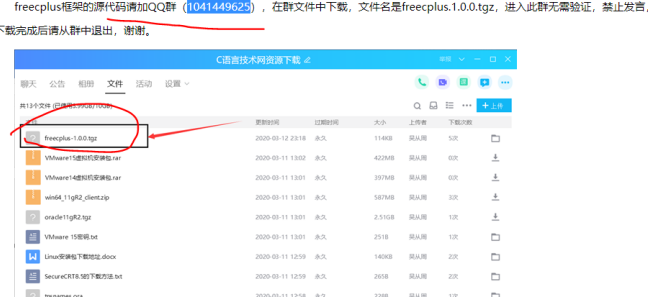 freecplus框架的源代码请加QQ群（1041449625），在群文件中下载，文件名是freecplus.1.0.0.tgz，进入此群无需验证，禁止发言，
下载完成后请从群中退出，谢谢。
C语言技术网资源下载
聊天 公告 相册 文件 活动 设置
共13个文件
上传
更新时间 过期时间 大小 上传者 下载次数
freecplus-1.0.0.tgz 2020-03-12 23:18 永久 114KB 吴从周 5次
VMware15虚拟机安装包.rar 2020-03-11 13:02 永久 422MB 吴从周 0次
VMware14虚拟机安装包.rar 2020-03-11 13:01 永久 397MB 吴从周 0次
win64_11gR2_client.zip 2020-03-11 13:01 永久 587MB 吴从周 3次
oracle11gR2.tgz 2020-03-11 13:01 永久 2.51GB 吴从周 1次
VMware 15密钥.txt 2020-03-11 13:01 永久 251B 吴从周 1次
Linux安装包下载地址.docx 2020-03-11 12:59 永久 140KB 吴从周 2次
SecureCRT8.5的下载方法.txt 2020-03-11 12:59 永久 265B 吴从周 2次
tnsnames.ora 2020-03-11 12:58 永久 吴从周 1次